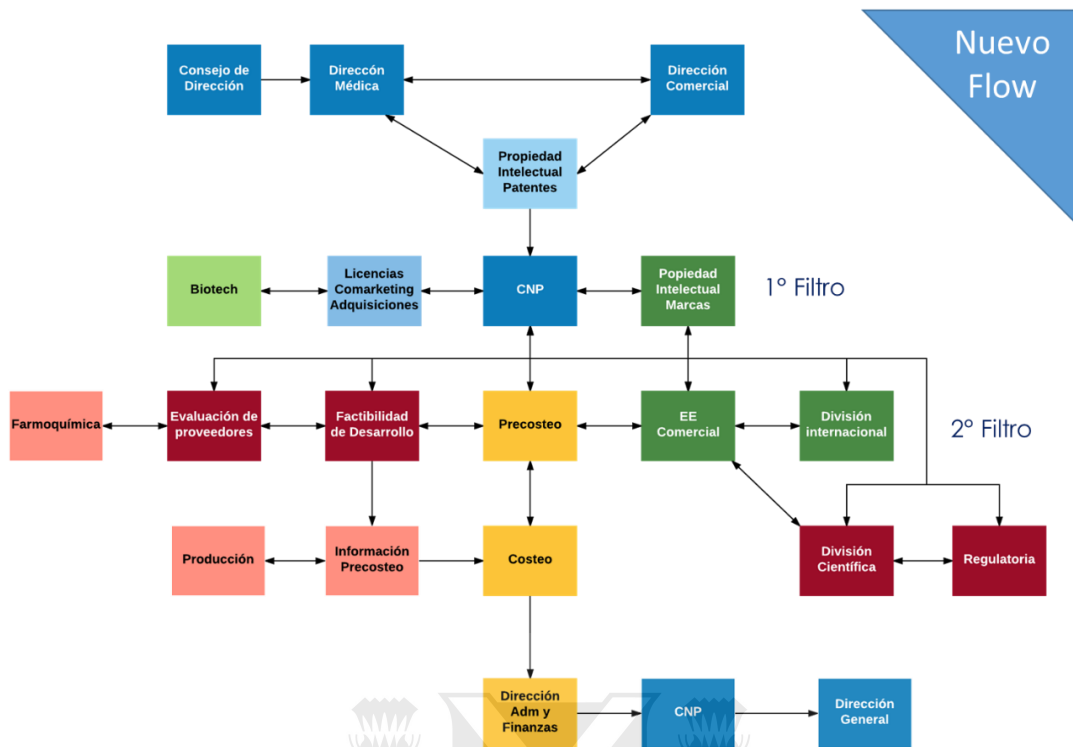 Nuevo
Flow
Consejo de
Dirección
Direccón
Médica
Dirección
Comercial
Propiedad
Intelectual
Patentes
Biotech
Licencias
Comarketing
Adquisiciones
CNP
Popiedad
Intelectual
Marcas
1º Filtro
Farmoquímica
Evaluación de
proveedores
Factibilidad
de Desarrollo
Precosteo
EE
Comercial
División
internacional
2º Filtro
Producción
Información
Precosteo
Costeo
División
Científica
Regulatoria
Dirección
Adm y
Finanzas
CNP
Dirección
General